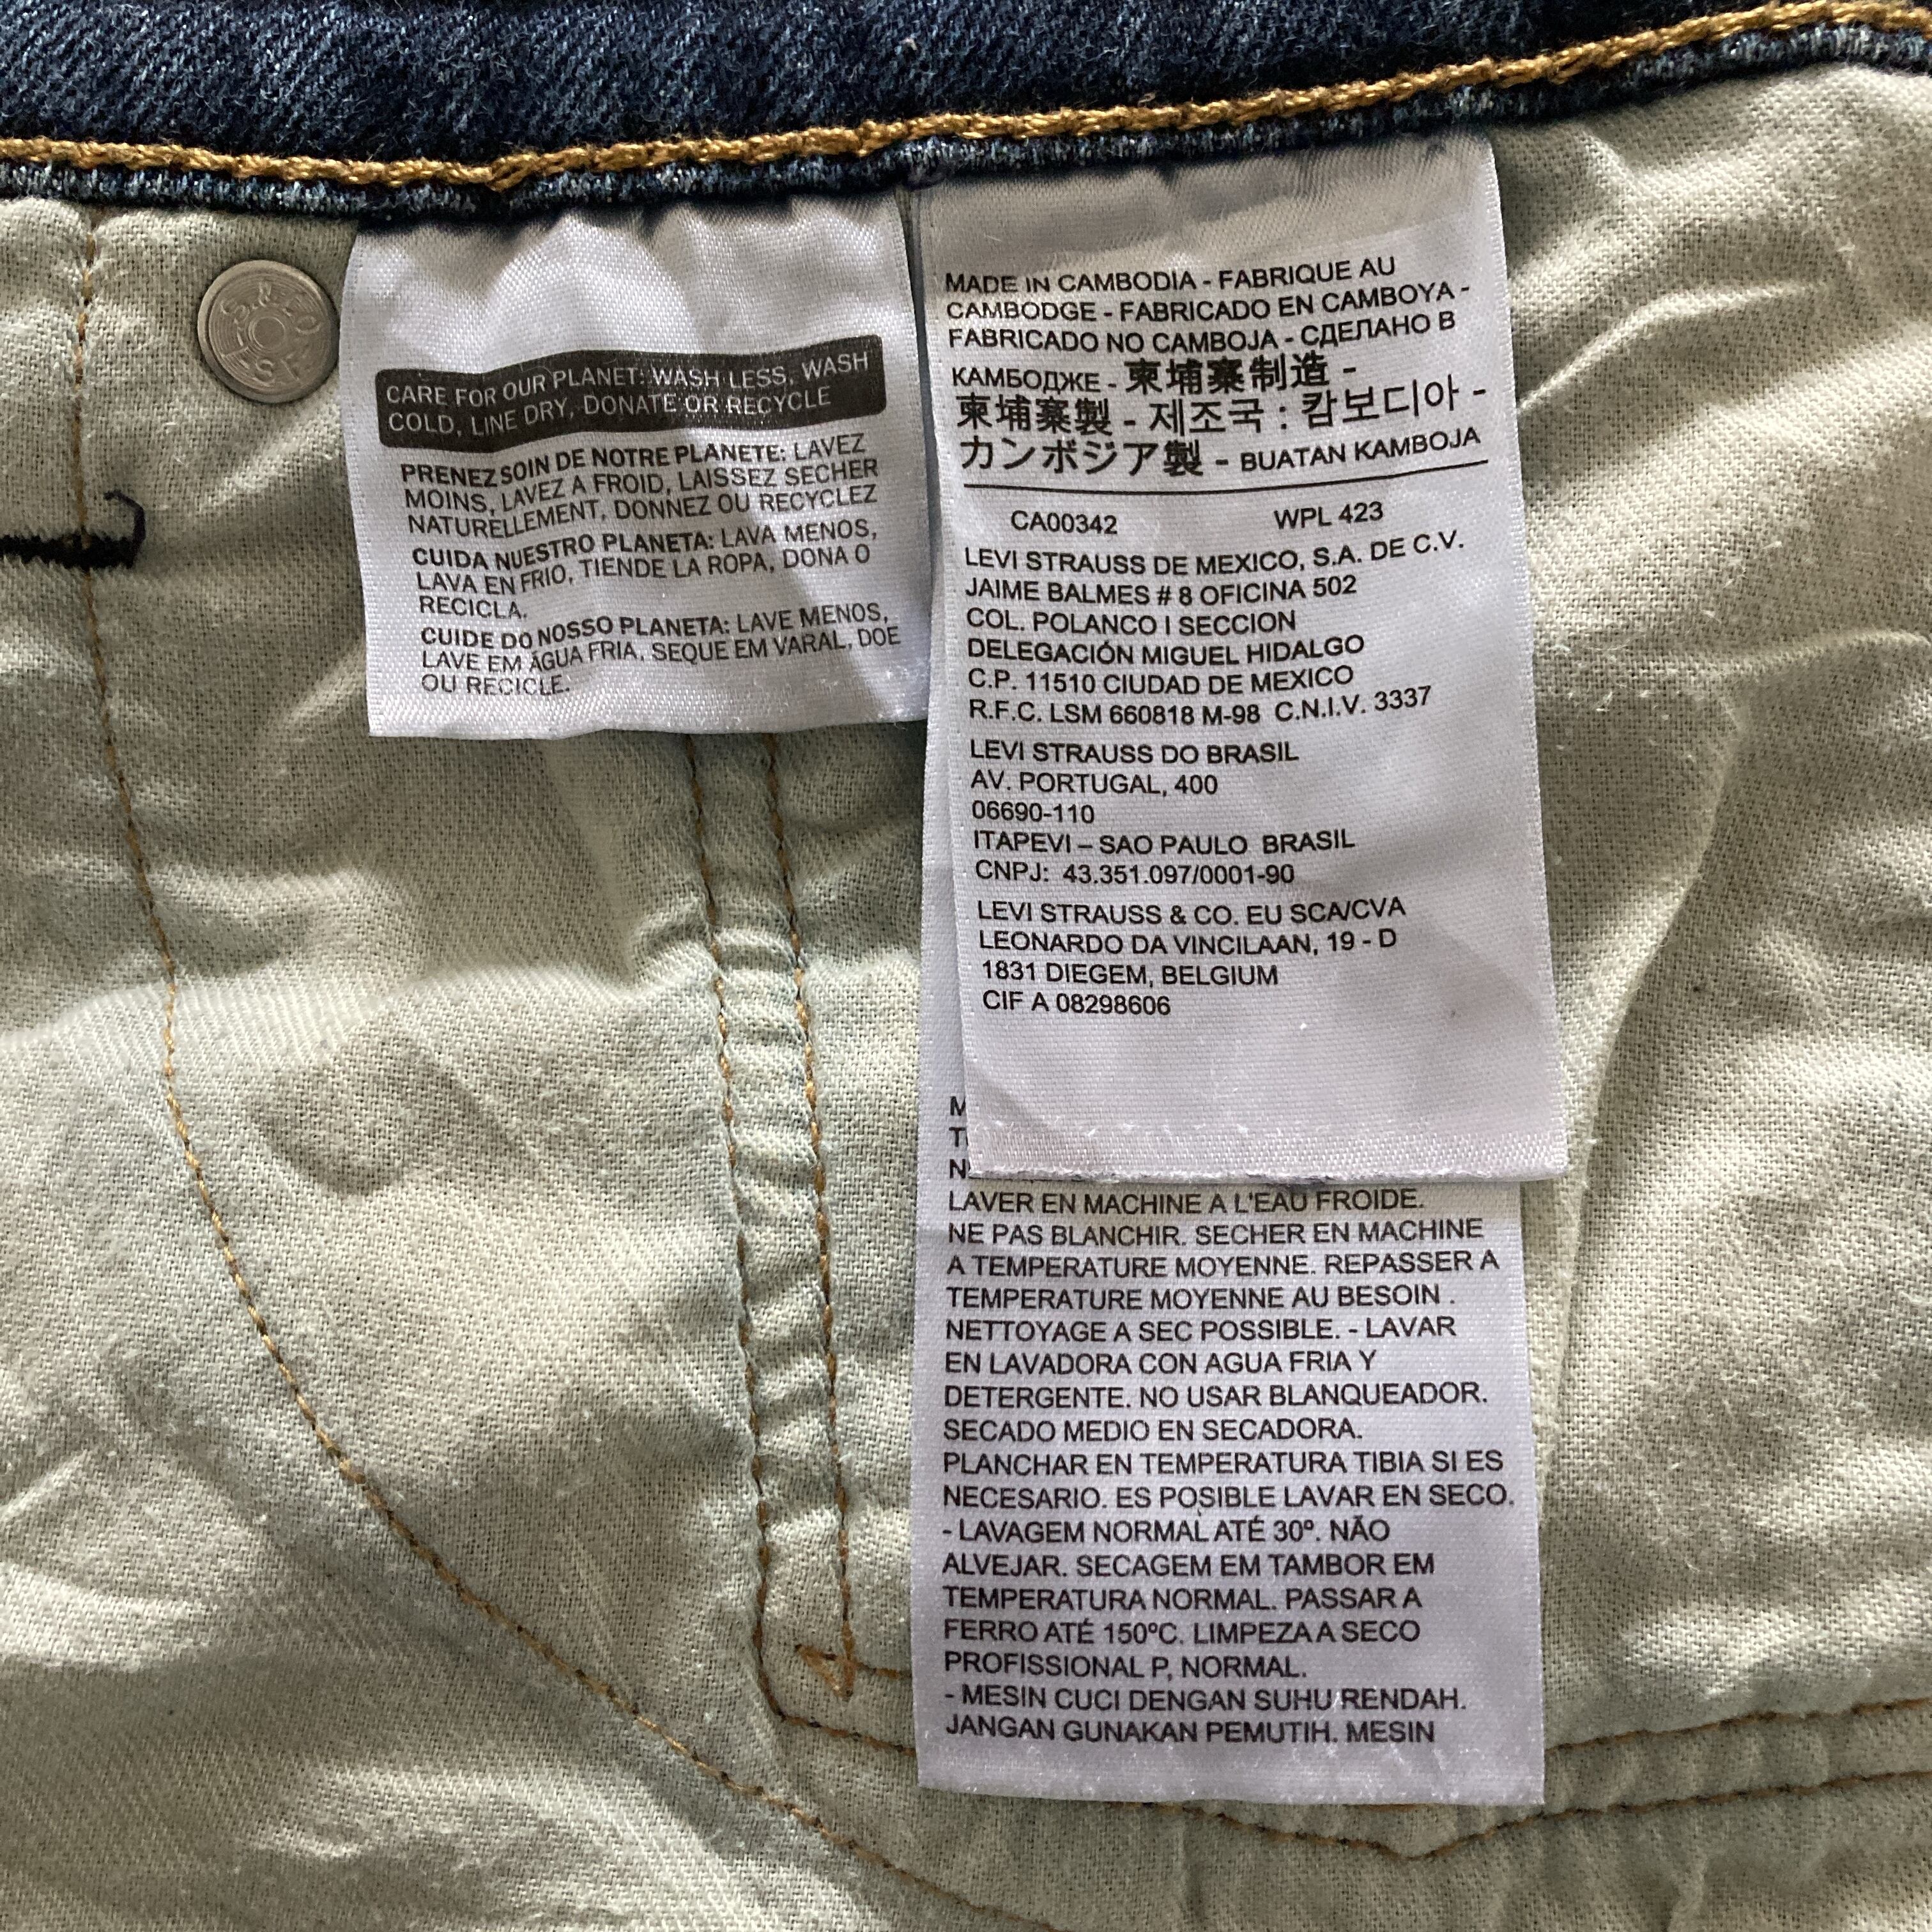 CARE FOR OUR PLANET: WASH LESS, WASH
COLD, LINE DRY, DONATE OR RECYCLE
PRENEZ SOIN DE NOTRE PLANETE: LAVEZ
MOINS, LAVEZ A FROID, LAISSEZ SECHER
NATURELLEMENT, DONNEZ OU RECYCLEZ
CUIDA NUESTRO PLANETA: LAVA MENOS,
LAVA EN FRIO, TIENDE LA ROPA, DONA O
RECICLA.
CUIDE DO NOSSO PLANETA: LAVE MENOS,
LAVE EM ÁGUA FRIA, SEQUE EM VARAL, DOE
OU RECICLE.
MADE IN CAMBODIA - FABRIQUE AU
CAMBODGE - FABRICADO EN CAMBOYA -
FABRICADO NO CAMBOJA - СДЕЛАНО В
КАМБОДЖЕ - 柬埔寨制造 -
柬埔寨製 - 제조국 : 캄보디아 -
カンボジア製 - BUATAN KAMBOJA
CA00342 WPL 423
LEVI STRAUSS DE MEXICO, S.A. DE C.V.
JAIME BALMES # 8 OFICINA 502
COL. POLANCO I SECCION
DELEGACIÓN MIGUEL HIDALGO
C.P. 11510 CIUDAD DE MEXICO
R.F.C. LSM 660818 M-98 C.N.I.V. 3337
LEVI STRAUSS DO BRASIL
AV. PORTUGAL, 400
06690-110
ITAPEVI – SAO PAULO BRASIL
CNPJ: 43.351.097/0001-90
LEVI STRAUSS & CO. EU SCA/CVA
LEONARDO DA VINCILAAN, 19 - D
1831 DIEGEM, BELGIUM
CIF A 08298606
LAVER EN MACHINE A L'EAU FROIDE.
NE PAS BLANCHIR. SECHER EN MACHINE
A TEMPERATURE MOYENNE. REPASSER A
TEMPERATURE MOYENNE AU BESOIN .
NETTOYAGE A SEC POSSIBLE. - LAVAR
EN LAVADORA CON AGUA FRIA Y
DETERGENTE. NO USAR BLANQUEADOR.
SECADO MEDIO EN SECADORA.
PLANCHAR EN TEMPERATURA TIBIA SI ES
NECESARIO. ES POSIBLE LAVAR EN SECO.
- LAVAGEM NORMAL ATÉ 30º. NÃO
ALVEJAR. SECAGEM EM TAMBOR EM
TEMPERATURA NORMAL. PASSAR A
FERRO ATÉ 150ºC. LIMPEZA A SECO
PROFISSIONAL P, NORMAL.
- MESIN CUCI DENGAN SUHU RENDAH.
JANGAN GUNAKAN PEMUTIH. MESIN